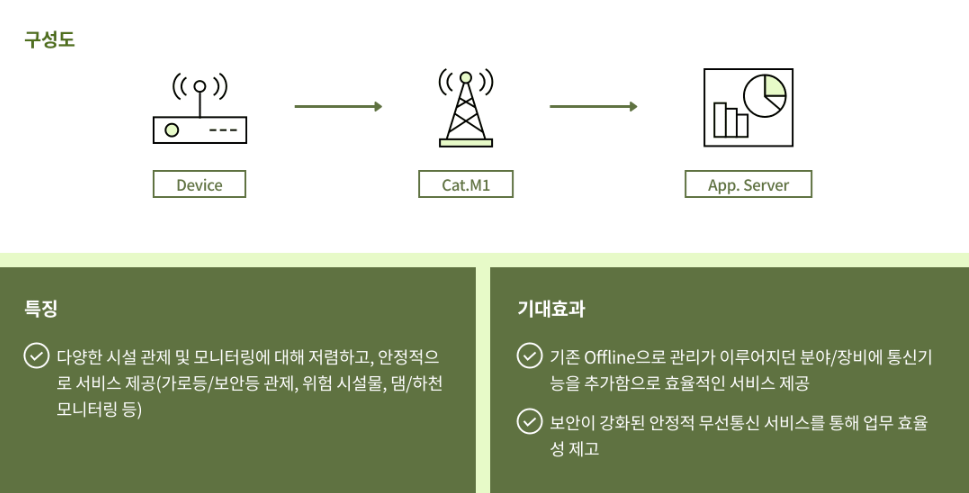 구성도
Device
Cat.M1
App. Server
특징
다양한 시설 관제 및 모니터링에 대해 저렴하고, 안정적으
로 서비스 제공(가로등/보안등 관제, 위험 시설물, 댐/하천
모니터링 등)
기대효과
기존 Offline으로 관리가 이루어지던 분야/장비에 통신기
능을 추가함으로 효율적인 서비스 제공
보안이 강화된 안정적 무선통신 서비스를 통해 업무 효율
성 제고